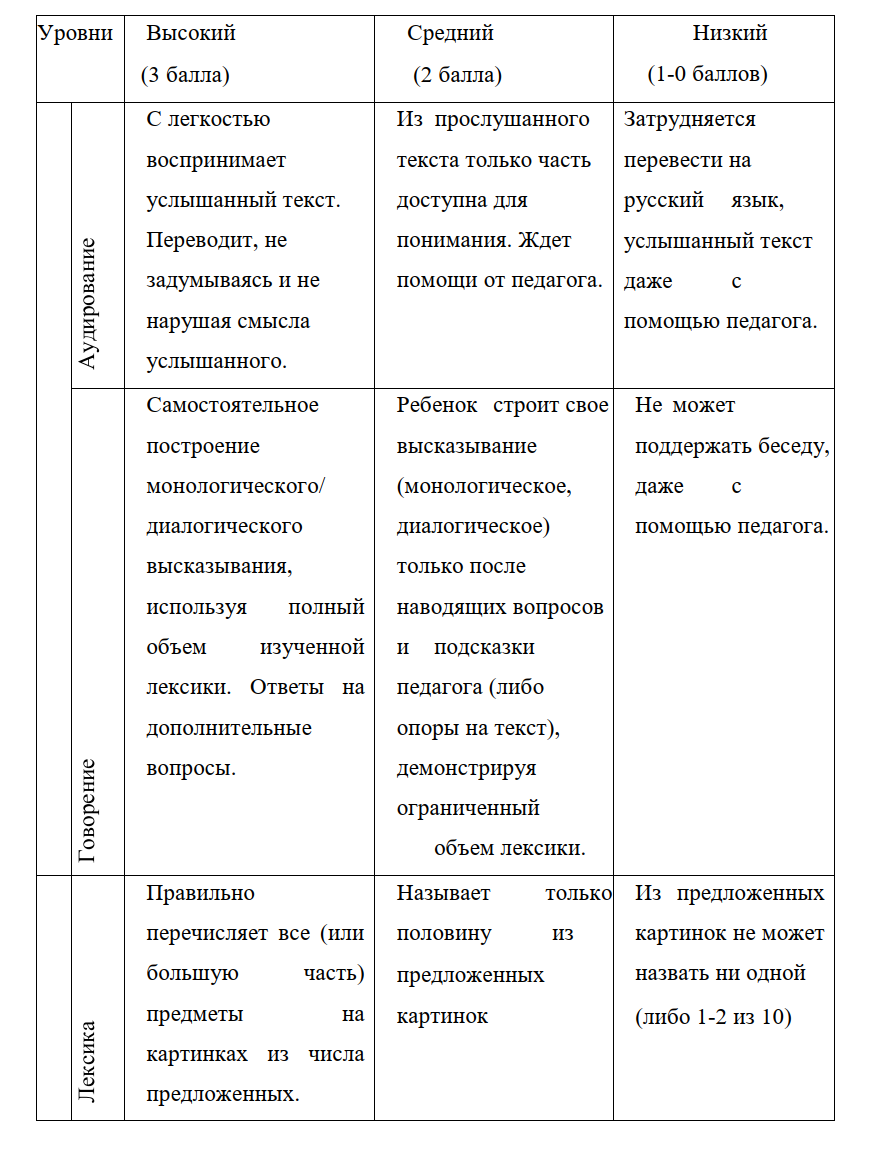 Уровни
Высокий
(3 балла)
Средний
(2 балла)
Низкий
(1-0 баллов)
Аудирование
С легкостью
воспринимает
услышанный текст.
Переводит, не
задумываясь и не
нарушая смысла
услышанного.
Из прослушанного
текста только часть
доступна для
понимания. Ждет
помощи от педагога.
Затрудняется
перевести на
русский язык,
услышанный текст
даже с
помощью педагога.
Говорение
Самостоятельное
построение
монологического/
диалогического
высказывания,
используя полный
объем изученной
лексики. Ответы на
дополнительные
вопросы.
Ребенок строит свое
высказывание
(монологическое,
диалогическое)
только после
наводящих вопросов
и подсказки
педагога (либо
опоры на текст),
демонстрируя
ограниченный
объем лексики.
Не может
поддержать беседу,
даже с
помощью педагога.
Лексика
Правильно
перечисляет все (или
большую часть)
предметы на
картинках из числа
предложенных.
Называет только
половину из
предложенных
картинок
Из предложенных
картинок не может
назвать ни одной
(либо 1-2 из 10)